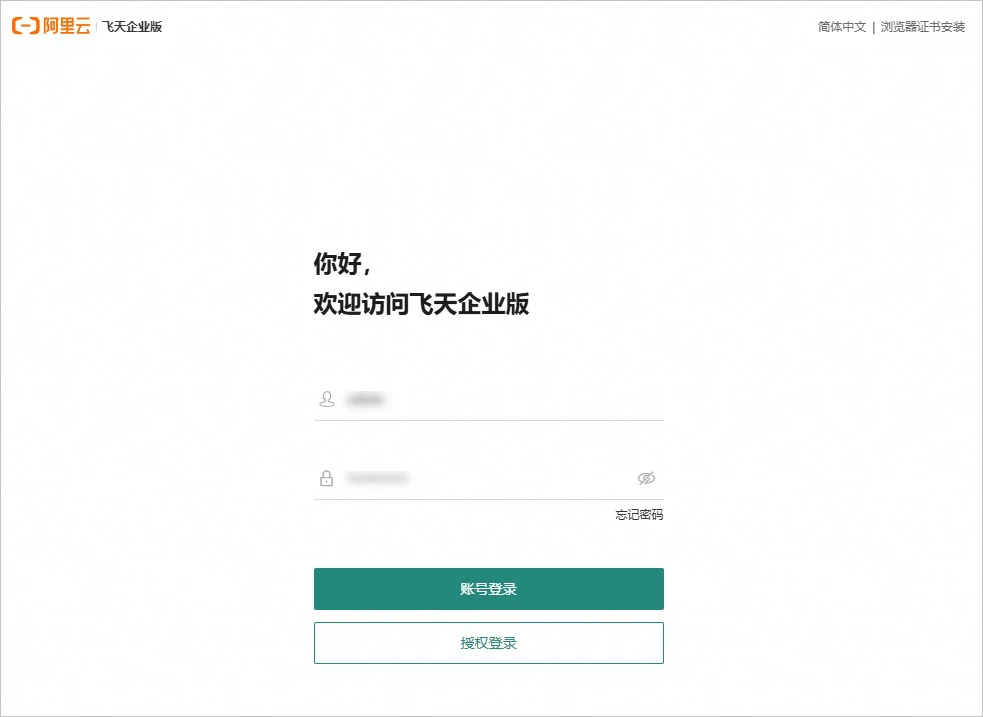 阿里云 | 飞天企业版
简体中文 | 浏览器证书安装
你好，
欢迎访问飞天企业版
忘记密码
账号登录
授权登录